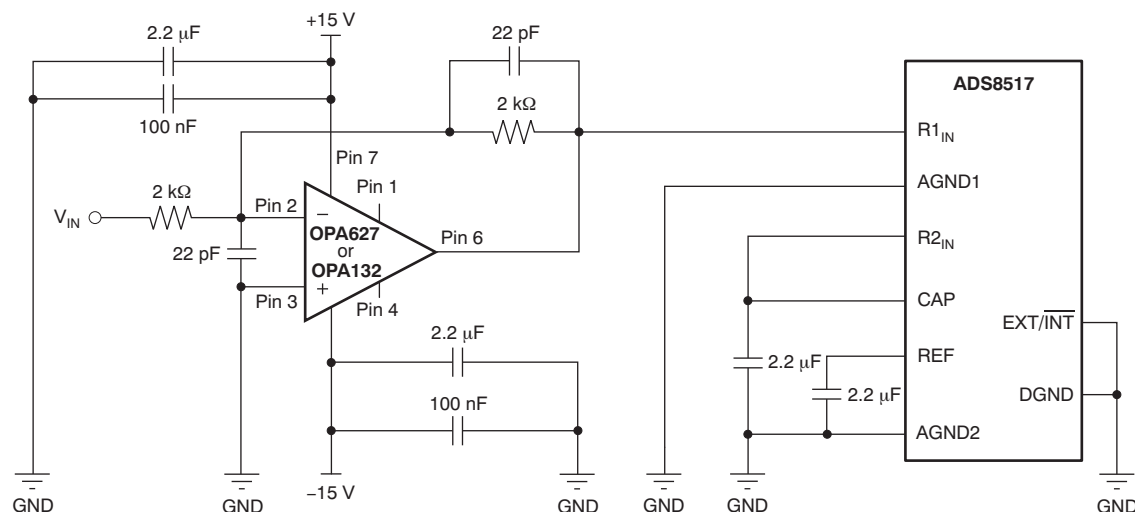 +15 V
2.2 μF
22 pF
ADS8517
100 nF
2 kΩ
R1IN
Pin 7
Pin 1
AGND1
2 kΩ
VIN
Pin 2
−
OPA627
or
OPA132
Pin 6
R2IN
22 pF
Pin 3
+
Pin 4
CAP
EXT/INT
2.2 μF
REF
2.2 μF
2.2 μF
DGND
100 nF
AGND2
GND
GND
−15 V
GND
GND
GND
GND